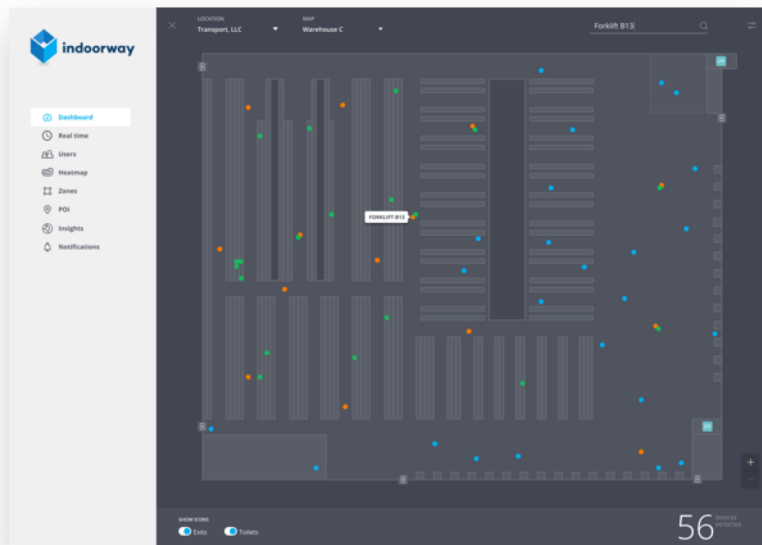 indoorway
LOCATION
Transport, LLC
MAP
Warehouse C
Forklift B13
Dashboard
Real time
Users
Heatmap
Zones
POI
Insights
Notifications
FORKLIFT B13
SHOW ICONS
Exits
Toilets
56
DEVICES
DETECTED